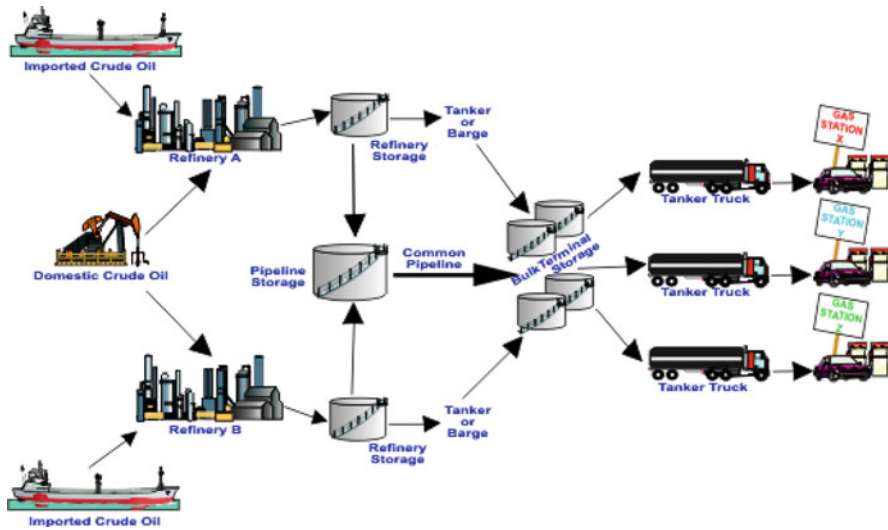 Imported Crude Oil
Refinery A
Refinery
Storage
Tanker
or
Barge
Tanker Truck
GAS
STATION
X
Domestic Crude Oil
Pipeline
Storage
Common
Pipeline
BulkTerminal
Storage
Tanker Truck
GAS
STATION
Y
Refinery B
Refinery
Storage
Tanker
or
Barge
Tanker Truck
GAS
STATION
Z
Imported Crude Oil